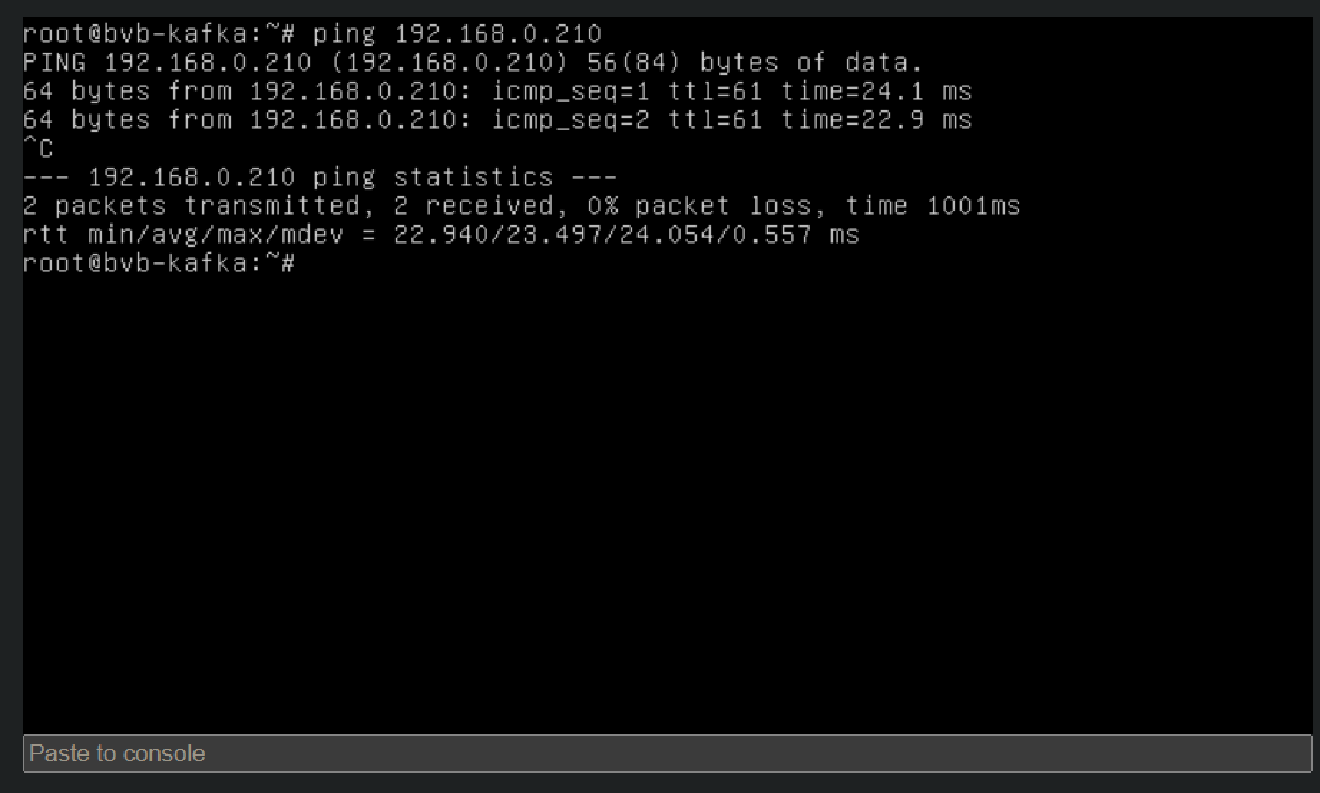 root@bvb-kafka:~# ping 192.168.0.210
PING 192.168.0.210 (192.168.0.210) 56(84) bytes of data.
64 bytes from 192.168.0.210: icmp_seq=1 ttl=61 time=24.1 ms
64 bytes from 192.168.0.210: icmp_seq=2 ttl=61 time=22.9 ms
^C
--- 192.168.0.210 ping statistics ---
2 packets transmitted, 2 received, 0% packet loss, time 1001ms
rtt min/avg/max/mdev = 22.940/23.497/24.054/0.557 ms
root@bvb-kafka:~#
Paste to console